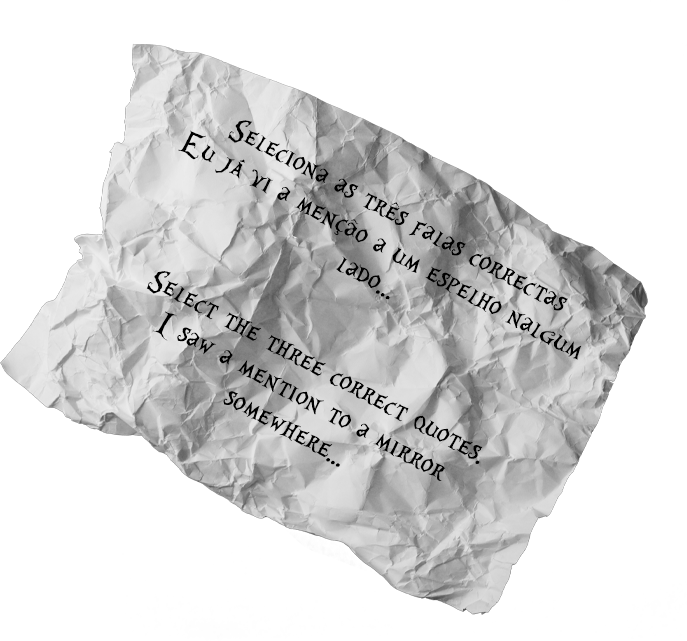 Seleciona as três falas correctas
Eu já vi a menção a um espelho nalgum
lado...
Select the three correct quotes.
I saw a mention to a mirror
somewhere...